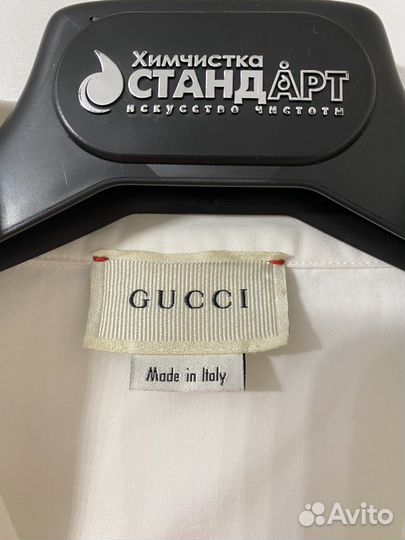 Химчистка
СТАНДАРТ
искусство чистоты
GUCCI
Made in Italy
Avito